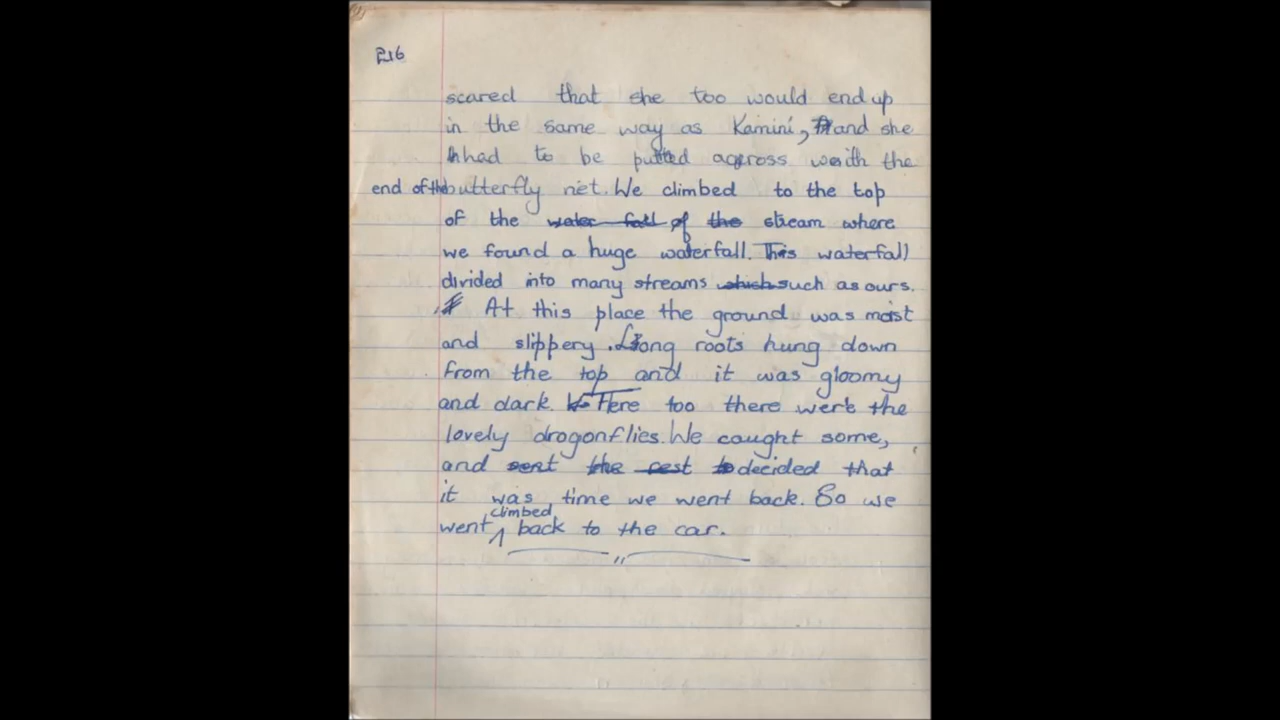 P.16
scared that she too would end up
in the same way as Kamini, and she
had to be putted across with the
end of the butterfly net. We climbed to the top
of the water fall of the stream where
we found a huge waterfall. This waterfall
divided into many streams which such as ours.
At this place the ground was moist
and slippery. Long roots hung down
from the top and it was gloomy
and dark. Here too there were the
lovely dragonflies. We caught some,
and sent the rest to decided that
it was time we went back. So we
went climbed back to the car.